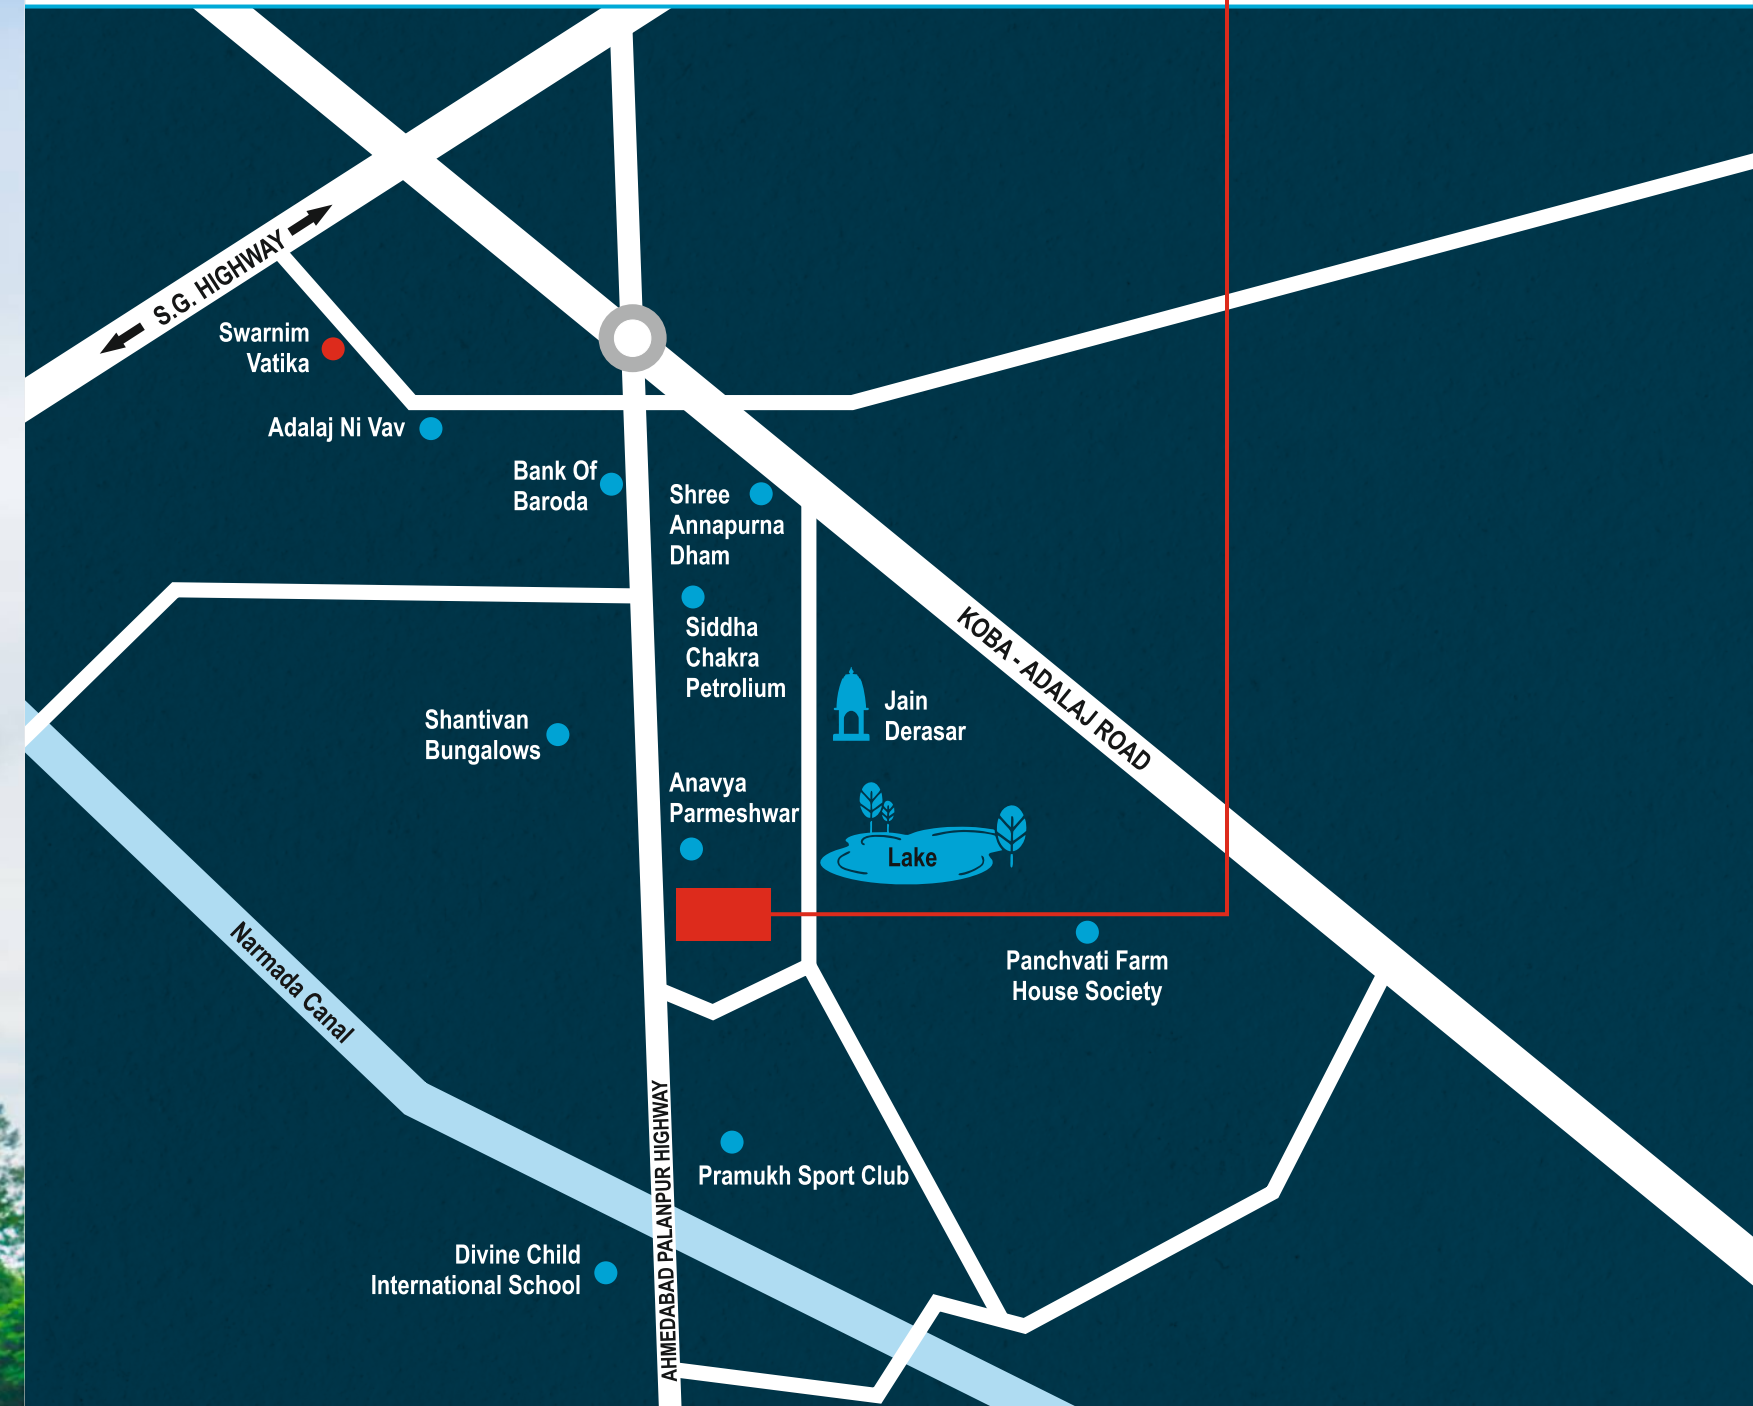 S.G. HIGHWAY
Swarnim
Vatika
Adalaj Ni Vav
Bank Of
Baroda
Shree
Annapurna
Dham
Siddha
Chakra
Petrolium
KOBA - ADALAJ ROAD
Jain
Derasar
Shantivan
Bungalows
Anavya
Parmeshwar
Lake
Narmada Canal
Panchvati Farm
House Society
AHMEDABAD PALANPUR HIGHWAY
Pramukh Sport Club
Divine Child
International School